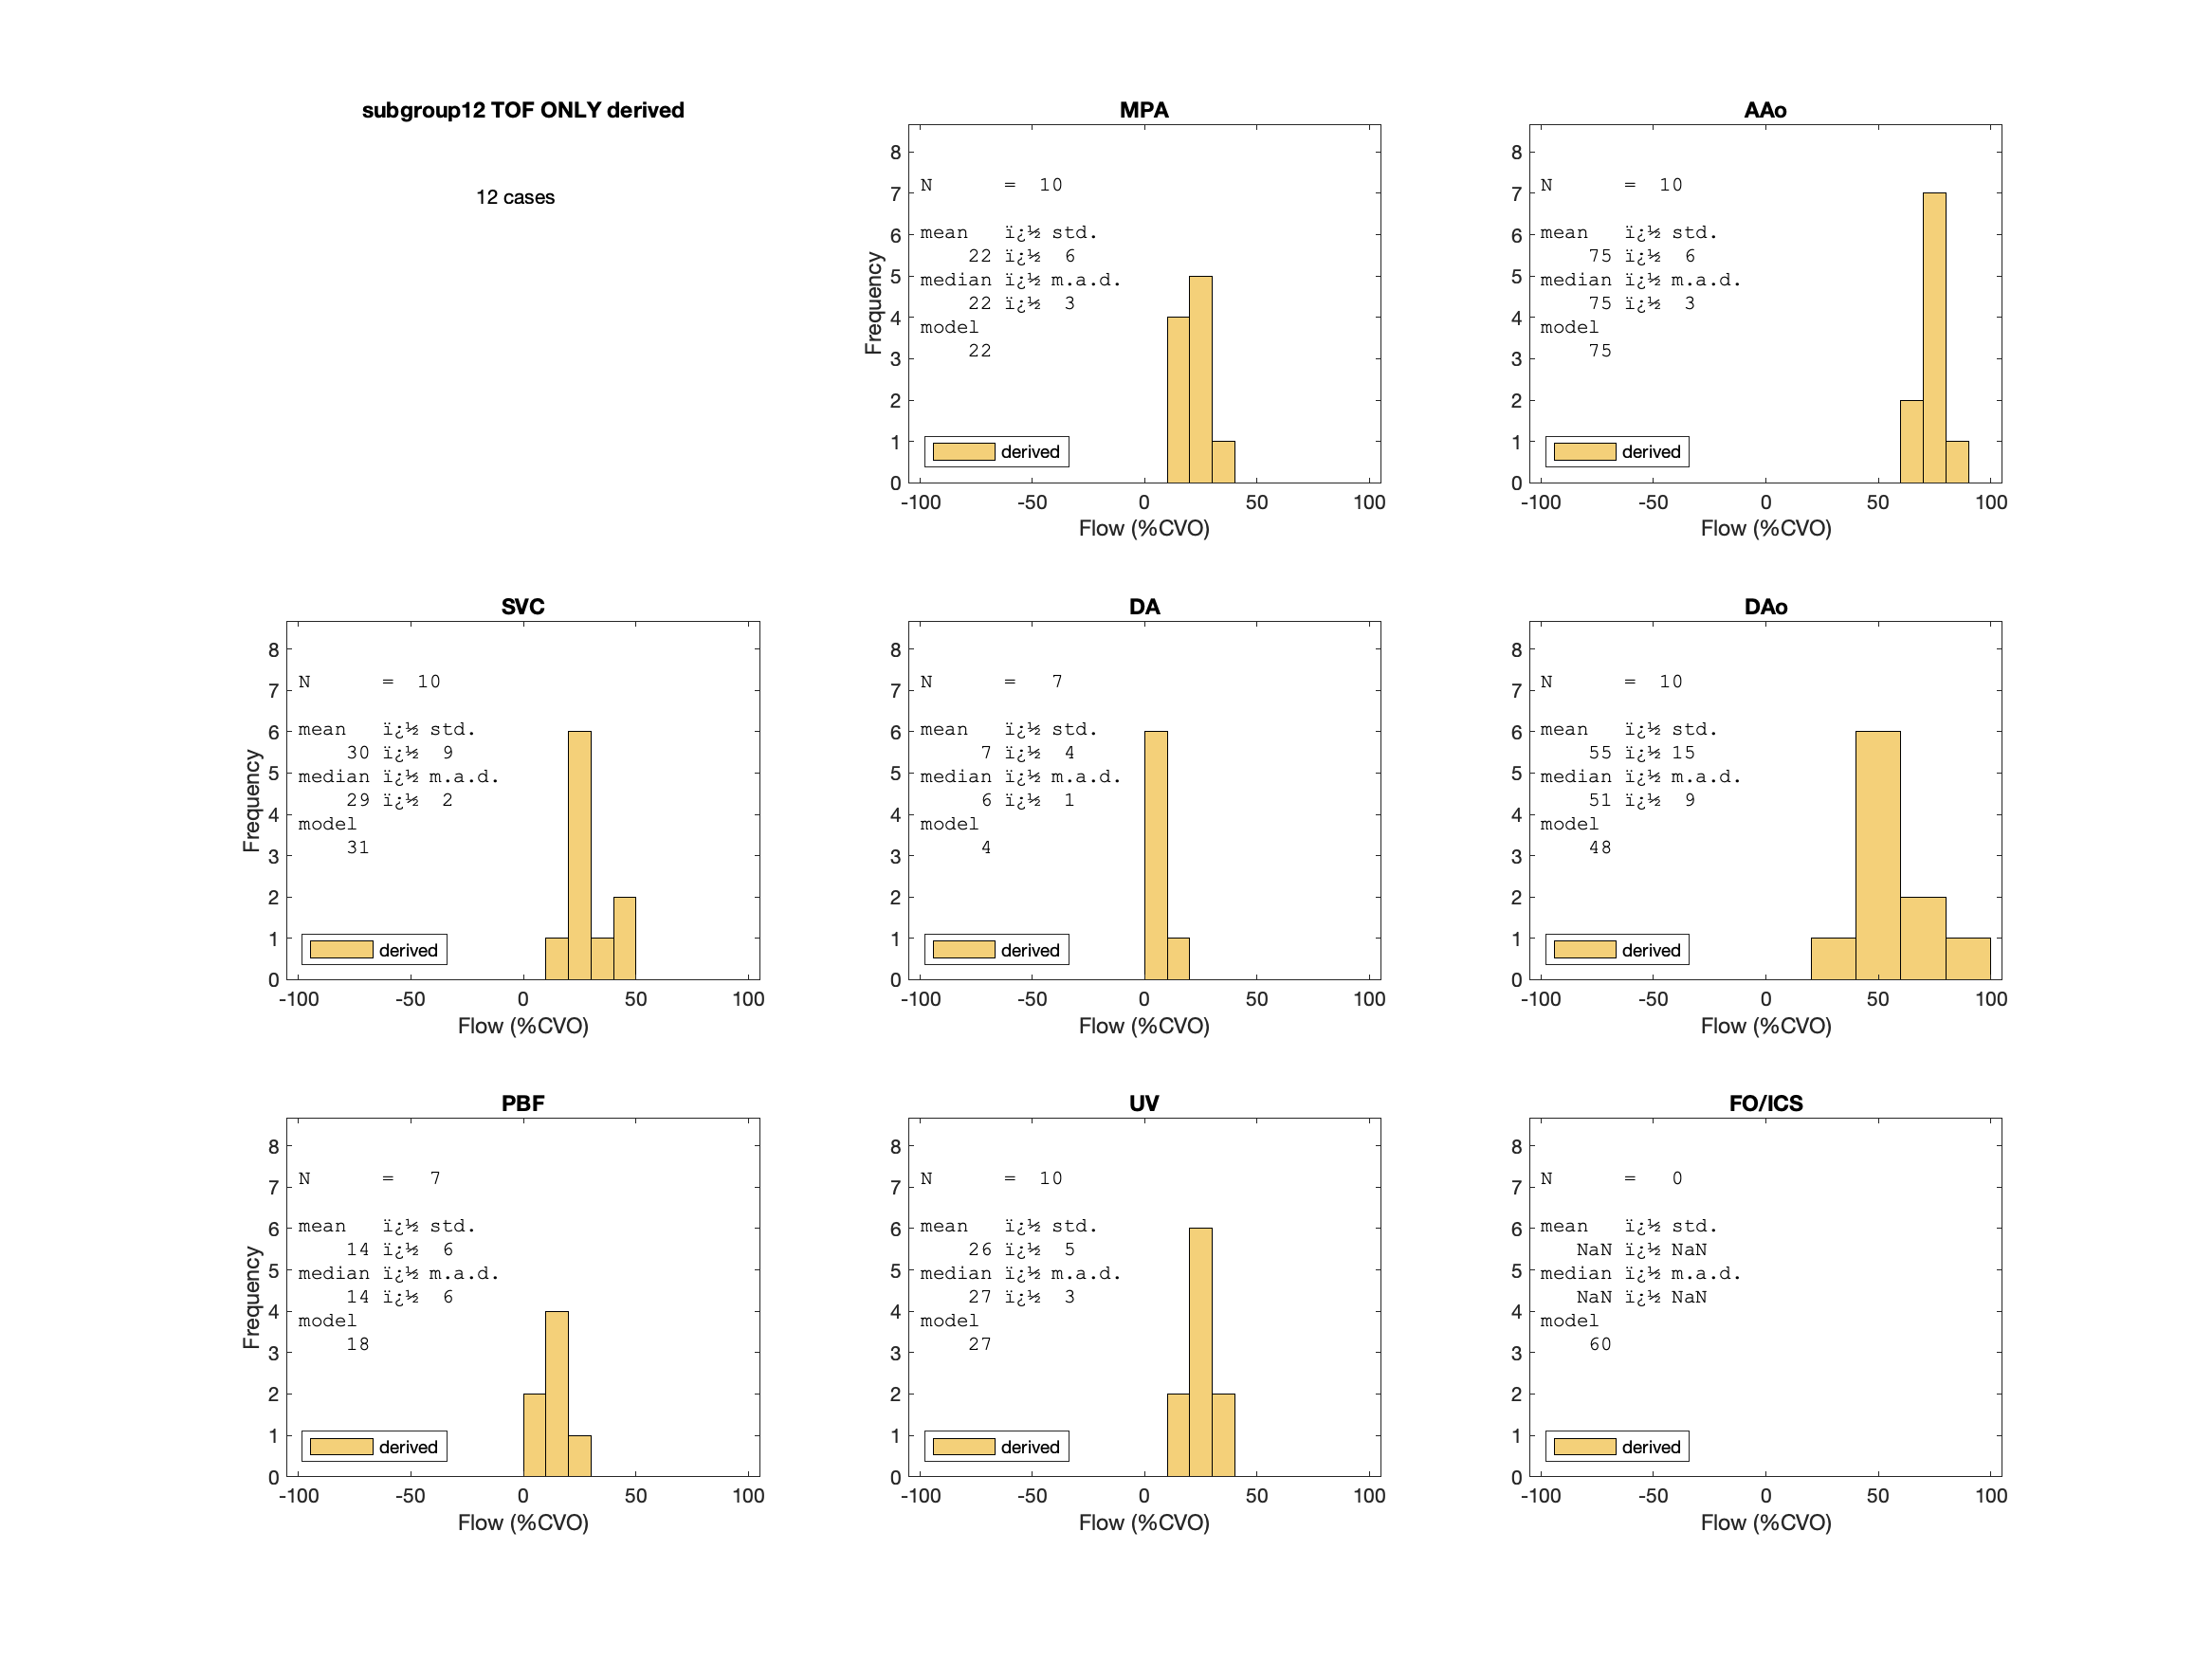 subgroup12 TOF ONLY derived
12 cases
MPA
8
7
6
5
4
3
2
1
0
Frequency
N = 10
mean ï¿½ std.
22 ï¿½ 6
median ï¿½ m.a.d.
22 ï¿½ 3
model
22
derived
-100 -50 0 50 100
Flow (%CVO)
AAo
8
7
6
5
4
3
2
1
0
N = 10
mean ï¿½ std.
75 ï¿½ 6
median ï¿½ m.a.d.
75 ï¿½ 3
model
75
derived
-100 -50 0 50 100
Flow (%CVO)
SVC
8
7
6
5
4
3
2
1
0
Frequency
N = 10
mean ï¿½ std.
30 ï¿½ 9
median ï¿½ m.a.d.
29 ï¿½ 2
model
31
derived
-100 -50 0 50 100
Flow (%CVO)
DA
8
7
6
5
4
3
2
1
0
N = 7
mean ï¿½ std.
7 ï¿½ 4
median ï¿½ m.a.d.
6 ï¿½ 1
model
4
derived
-100 -50 0 50 100
Flow (%CVO)
DAo
8
7
6
5
4
3
2
1
0
N = 10
mean ï¿½ std.
55 ï¿½ 15
median ï¿½ m.a.d.
51 ï¿½ 9
model
48
derived
-100 -50 0 50 100
Flow (%CVO)
PBF
8
7
6
5
4
3
2
1
0
Frequency
N = 7
mean ï¿½ std.
14 ï¿½ 6
median ï¿½ m.a.d.
14 ï¿½ 6
model
18
derived
-100 -50 0 50 100
Flow (%CVO)
UV
8
7
6
5
4
3
2
1
0
N = 10
mean ï¿½ std.
26 ï¿½ 5
median ï¿½ m.a.d.
27 ï¿½ 3
model
27
derived
-100 -50 0 50 100
Flow (%CVO)
FO/ICS
8
7
6
5
4
3
2
1
0
N = 0
mean ï¿½ std.
NaN ï¿½ NaN
median ï¿½ m.a.d.
NaN ï¿½ NaN
model
60
derived
-100 -50 0 50 100
Flow (%CVO)